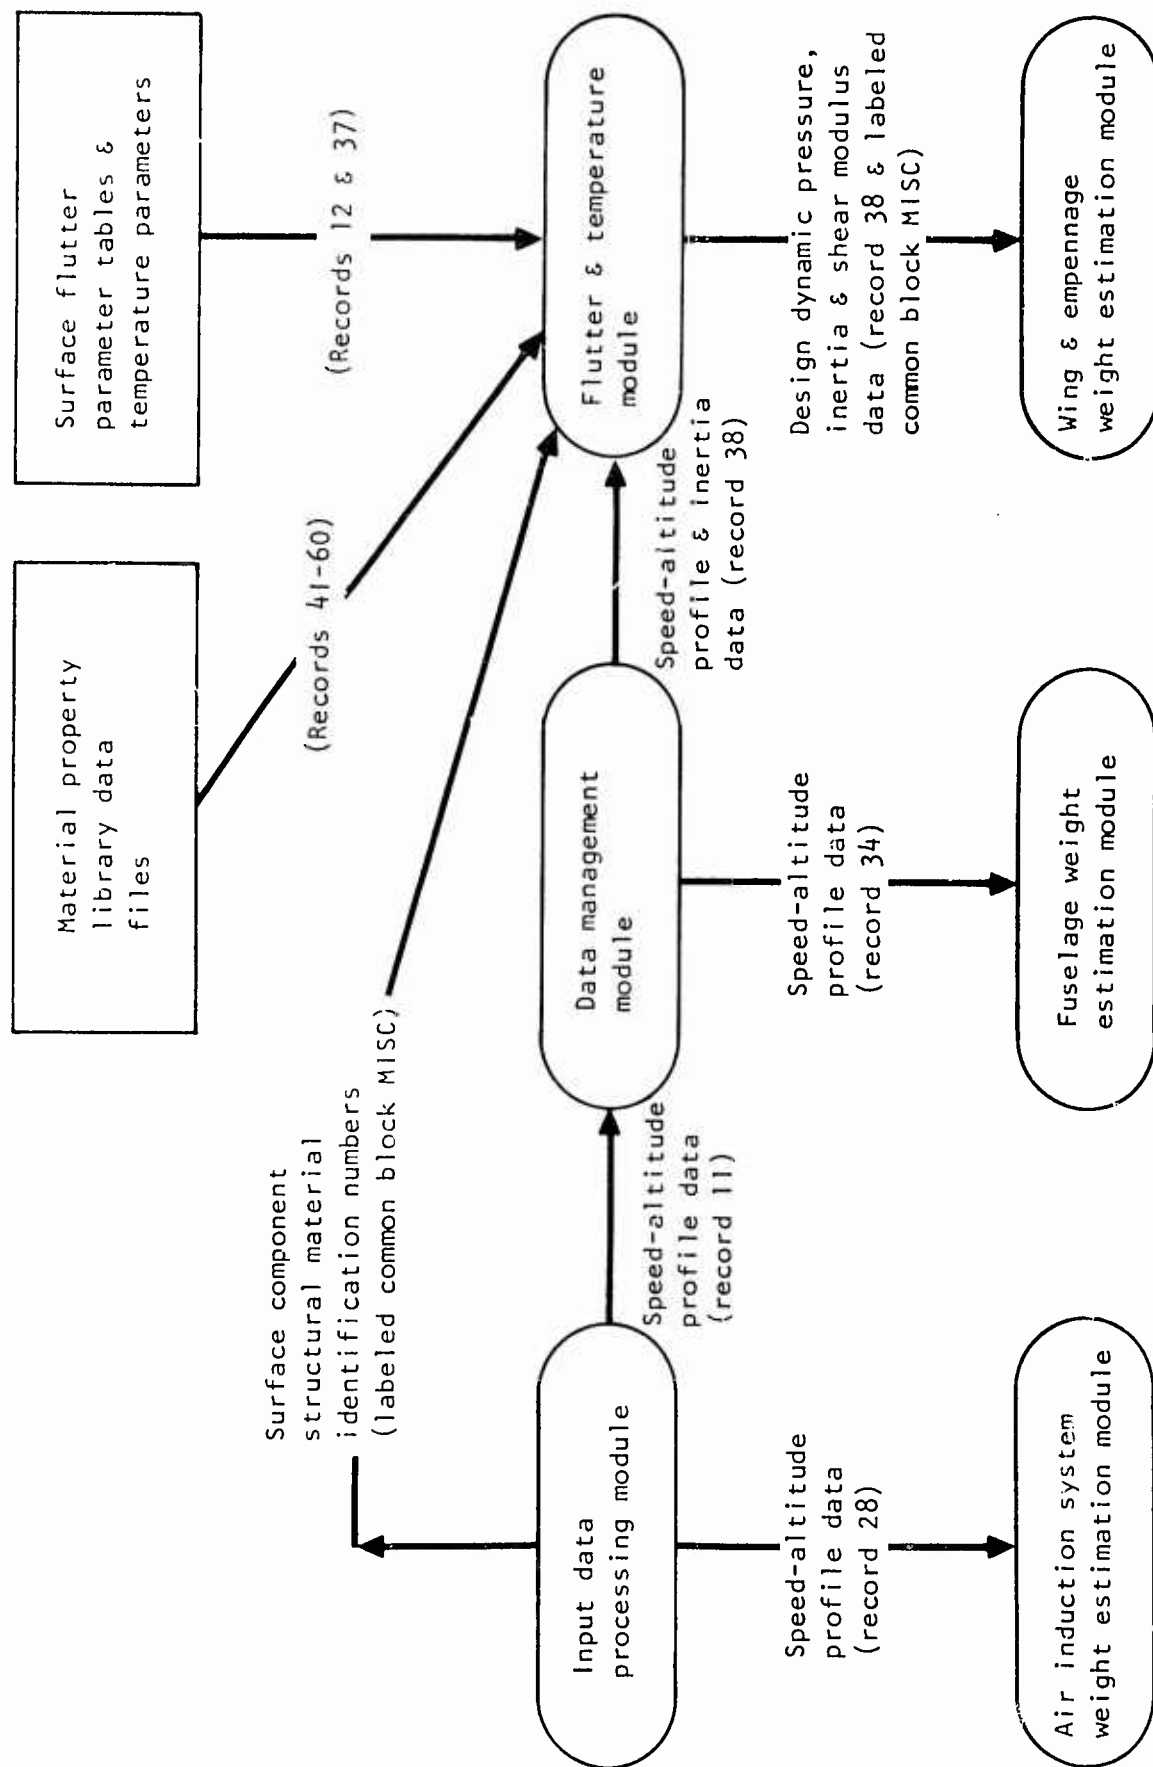 Material property
library data
files
Surface flutter
parameter tables &
temperature parameters
(Records 41-60)
(Records 12 & 37)
Surface component
structural material
identification numbers
(labeled common block MISC)
Input data
processing module
Speed-altitude
profile data
(record 11)
Data management
module
Speed-altitude
profile & inertia
data (record 38)
Flutter & temperature
module
Speed-altitude
profile data
(record 28)
Speed-altitude
profile data
(record 34)
Design dynamic pressure,
inertia & shear modulus
data (record 38 & labeled
common block MISC)
Air induction system
weight estimation module
Fuselage weight
estimation module
Wing & empennage
weight estimation module